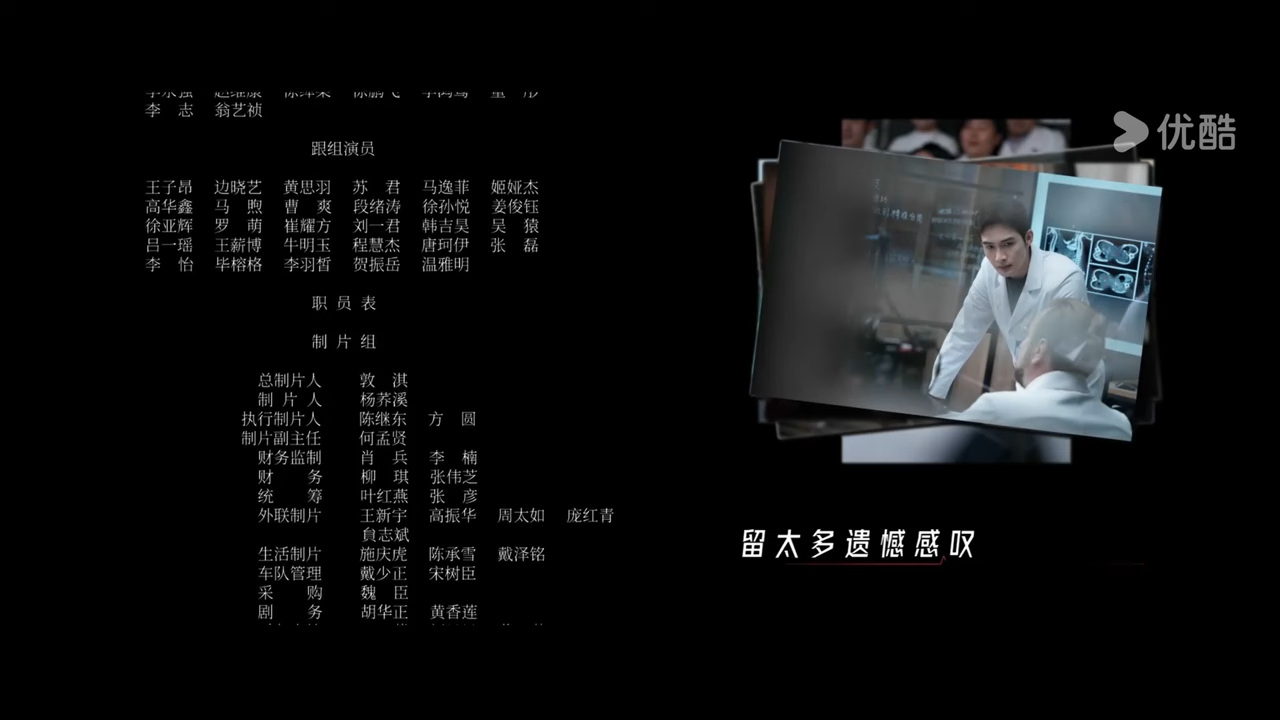 李 志 翁艺祯
跟组演员
王子昂 边晓艺 黄思羽 苏 君 马逸菲 姬娅杰
高华鑫 马 煦 曹 爽 段绪涛 徐孙悦 姜俊钰
徐亚辉 罗 萌 崔耀方 刘一君 韩吉昊 吴 猿
吕一瑶 王薪博 牛明玉 程慧杰 唐珂伊 张 磊
李 怡 毕榕格 李羽皙 贺振岳 温雅明
职 员 表
制 片 组
总制片人 敦 淇
制 片 人 杨荞溪
执行制片人 陈继东 方 圆
制片副主任 何孟贤
财务监制 肖 兵 李 楠
财 务 柳 琪 张伟芝
统 筹 叶红燕 张 彦
外联制片 王新宇 高振华 周太如 庞红青
貟志斌
生活制片 施庆虎 陈承雪 戴泽铭
车队管理 戴少正 宋树臣
采 购 魏 臣
剧 务 胡华正 黄香莲
优酷
留太多遗憾感叹